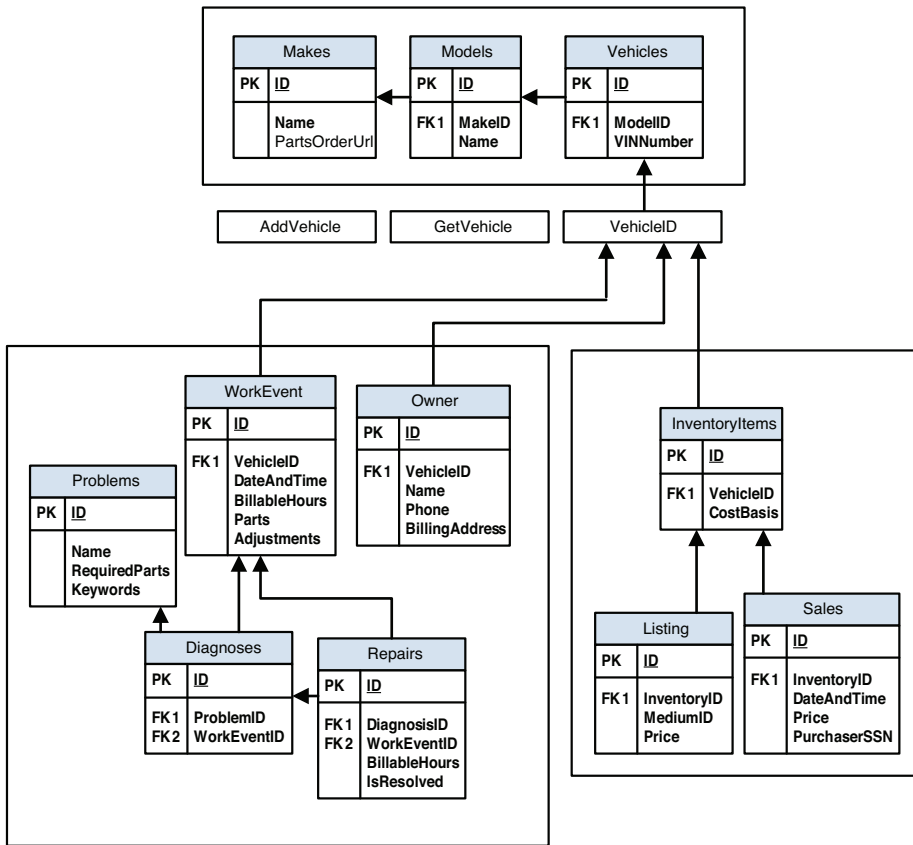 Makes
PK ID
Name
PartsOrderUrl
Models
PK ID
FK1 MakeID
Name
Vehicles
PK ID
FK1 ModelID
VINNumber
AddVehicle
GetVehicle
VehicleID
WorkEvent
PK ID
FK1 VehicleID
DateAndTime
BillableHours
Parts
Adjustments
Owner
PK ID
FK1 VehicleID
Name
Phone
BillingAddress
Problems
PK ID
Name
RequiredParts
Keywords
Diagnoses
PK ID
FK1 ProblemID
FK2 WorkEventID
Repairs
PK ID
FK1 DiagnosisID
FK2 WorkEventID
BillableHours
IsResolved
InventoryItems
PK ID
FK1 VehicleID
CostBasis
Listing
PK ID
FK1 InventoryID
MediumID
Price
Sales
PK ID
FK1 InventoryID
DateAndTime
Price
PurchaserSSN